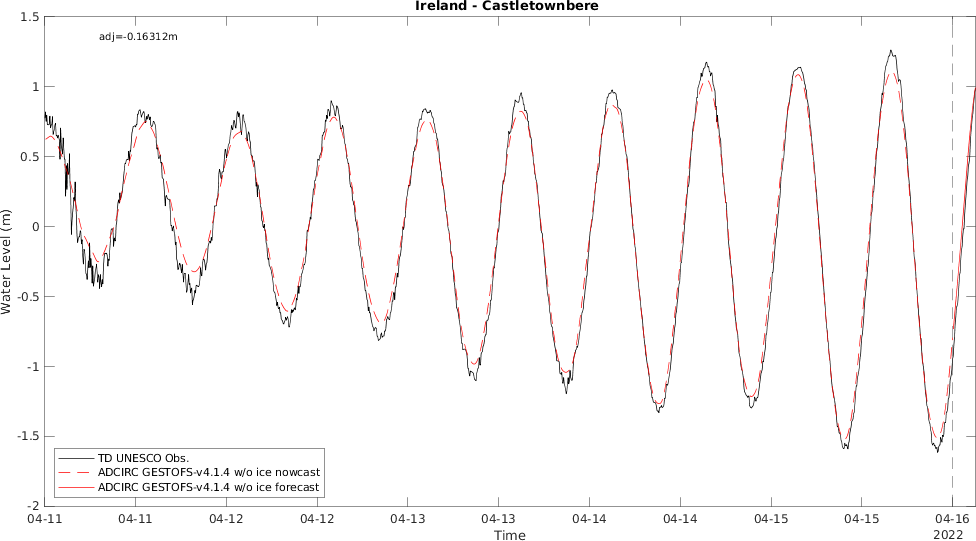 Ireland - Castletownbere
adj=-0.16312m
1.5
1
0.5
0
-0.5
-1
-1.5
-2
Water Level (m)
TD UNESCO Obs.
ADCIRC GESTOFS-v4.1.4 w/o ice nowcast
ADCIRC GESTOFS-v4.1.4 w/o ice forecast
04-11 04-11 04-12 04-12 04-13 04-13 04-14 04-14 04-15 04-15 04-16
Time
2022